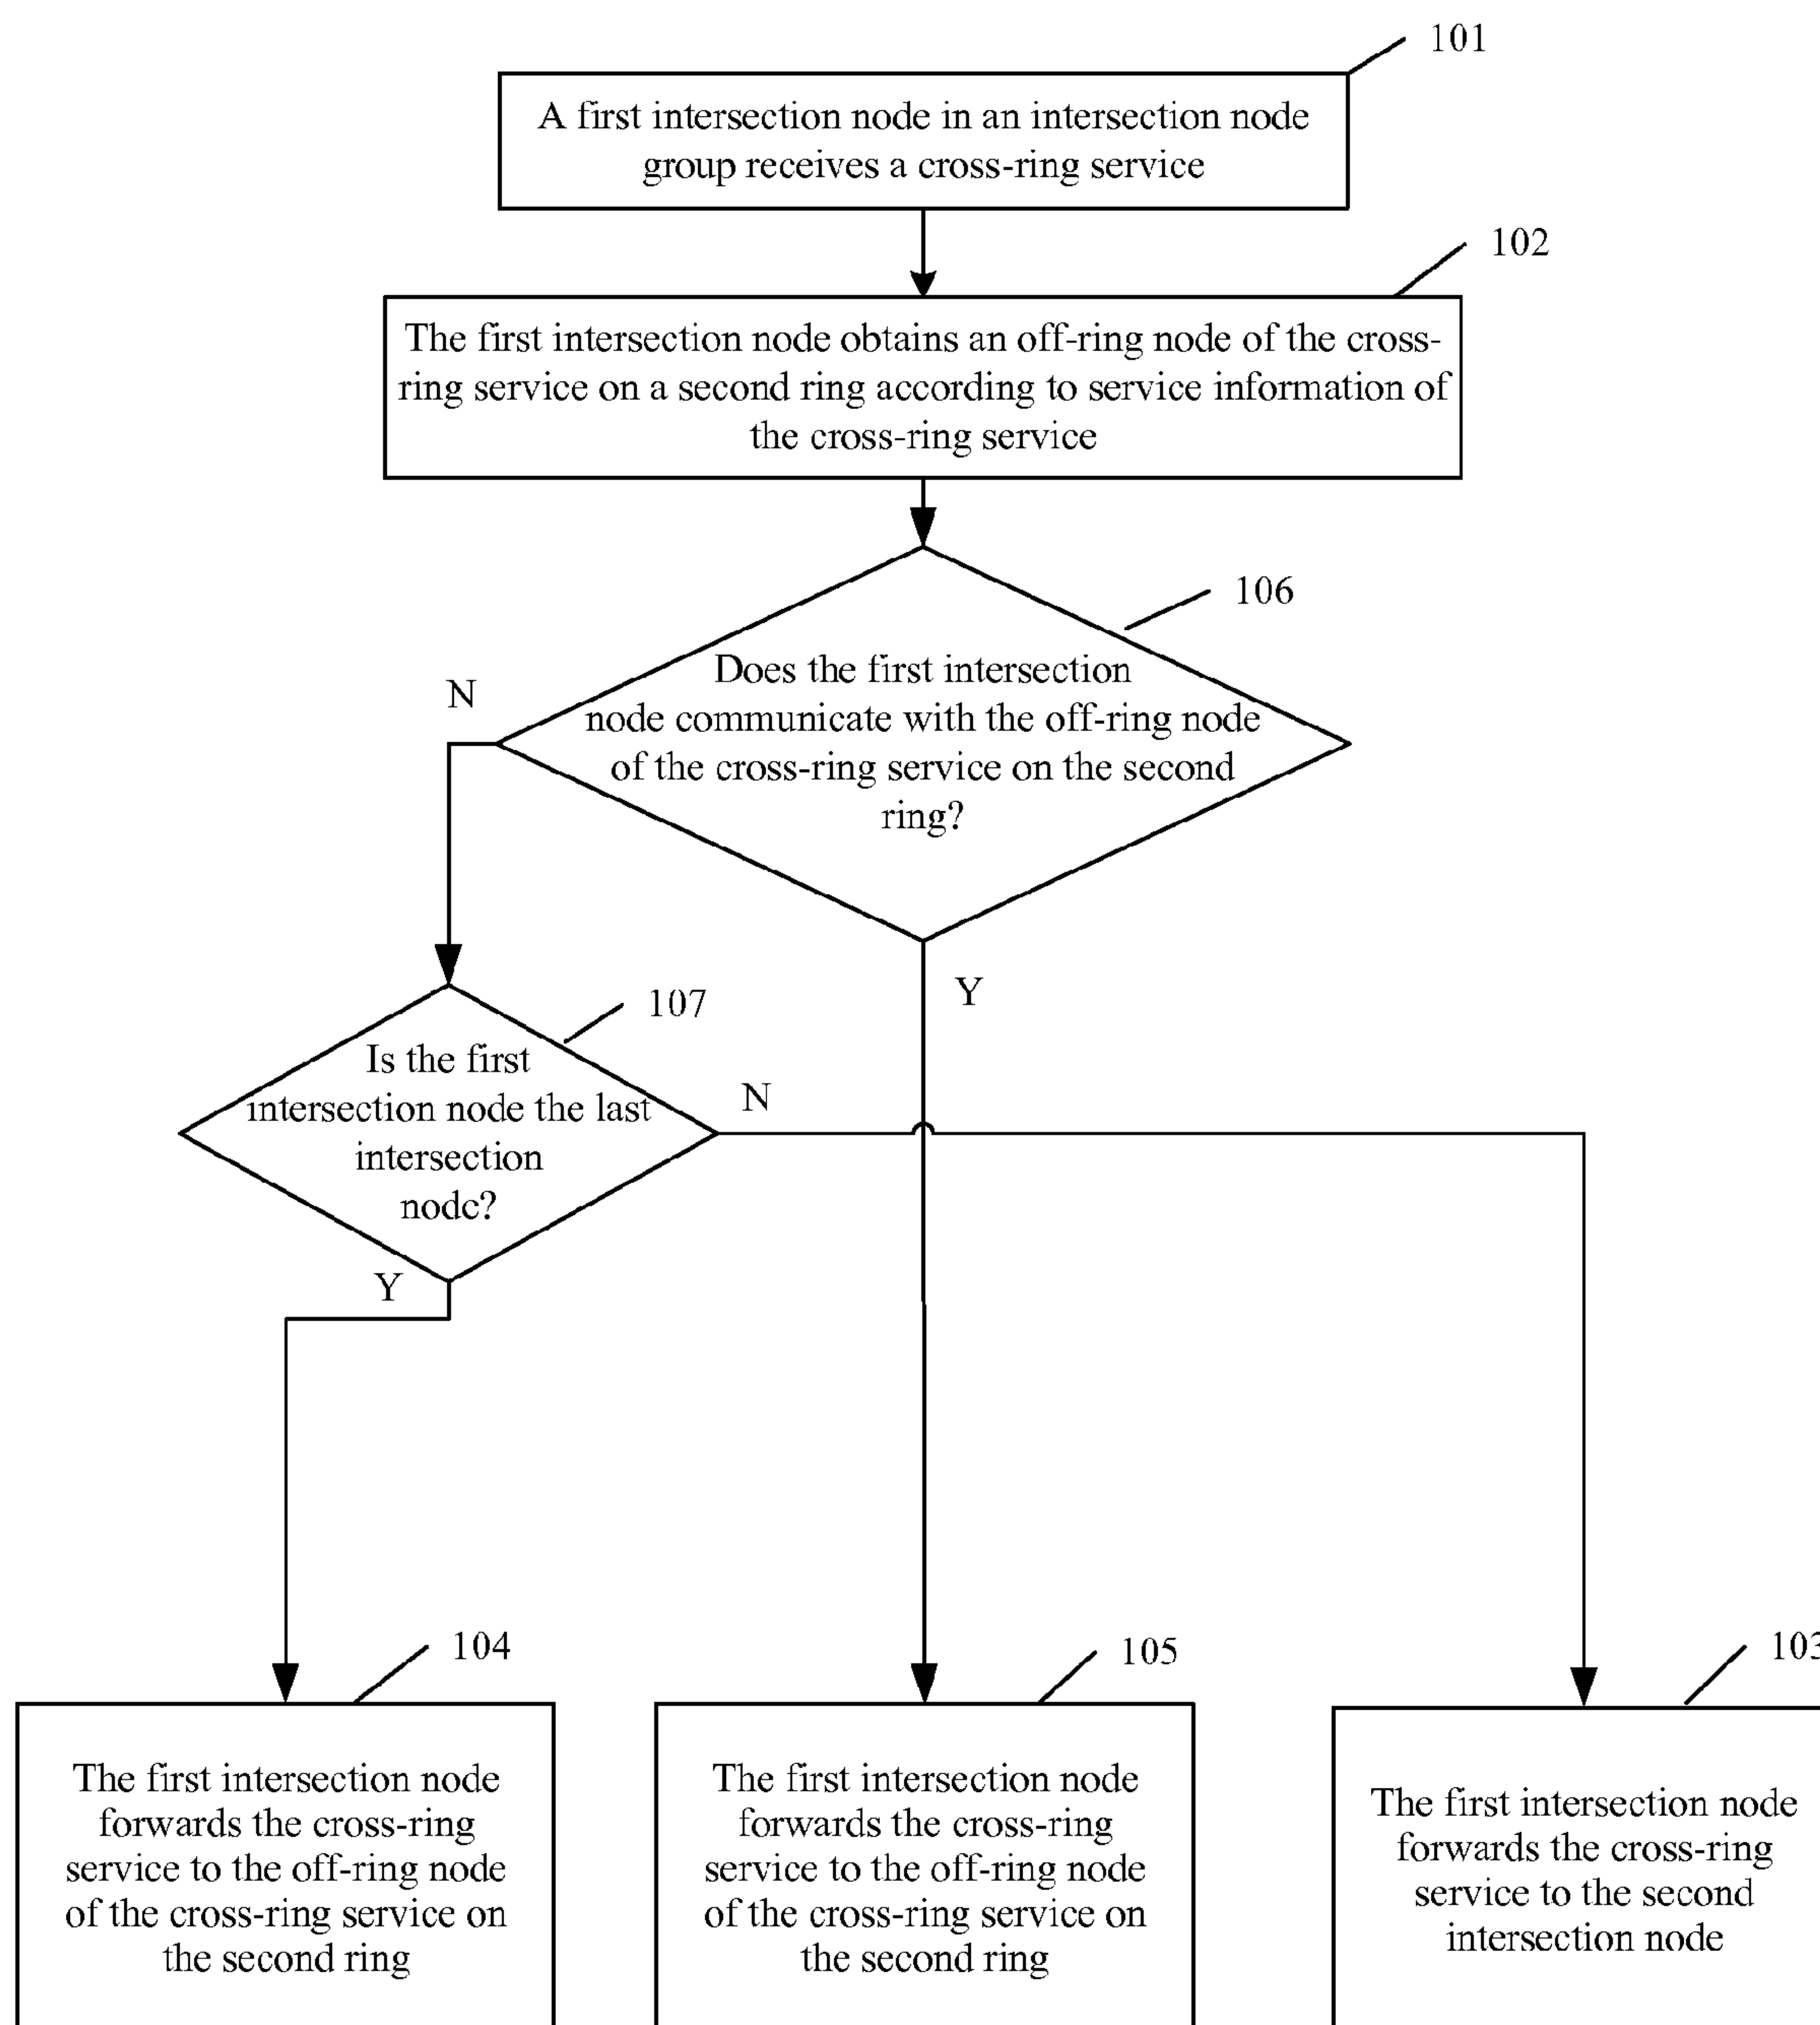 101
A first intersection node in an intersection node
group receives a cross-ring service
102
The first intersection node obtains an off-ring node of the cross-
ring service on a second ring according to service information of
the cross-ring service
106
Does the first intersection
node communicate with the off-ring node
of the cross-ring service on the second
ring?
N
Y
107
Is the first
intersection node the last
intersection
node?
N
Y
104
The first intersection node
forwards the cross-ring
service to the off-ring node
of the cross-ring service on
the second ring
105
The first intersection node
forwards the cross-ring
service to the off-ring node
of the cross-ring service on
the second ring
103
The first intersection node
forwards the cross-ring
service to the second
intersection node